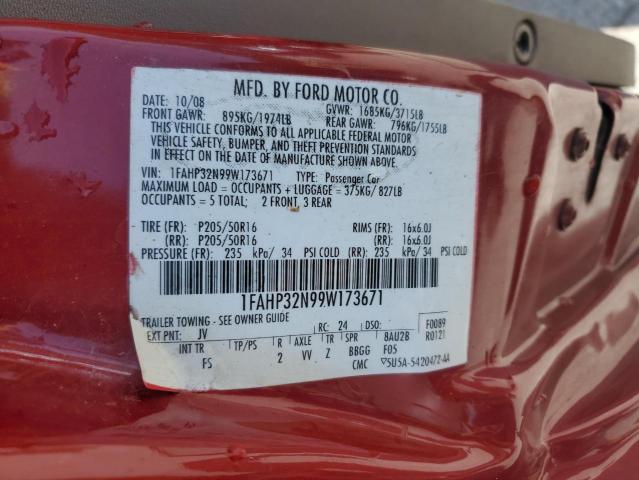 MFD. BY FORD MOTOR CO.
DATE: 10/08 GVWR: 1685KG/3715LB
FRONT GAWR: 895KG/1974LB REAR GAWR: 796KG/1755LB
THIS VEHICLE CONFORMS TO ALL APPLICABLE FEDERAL MOTOR
VEHICLE SAFETY, BUMPER, AND THEFT PREVENTION STANDARDS
IN EFFECT ON THE DATE OF MANUFACTURE SHOWN ABOVE.
VIN: 1FAHP32N99W173671 TYPE: Passenger Car
MAXIMUM LOAD = OCCUPANTS + LUGGAGE = 375KG/ 827LB
OCCUPANTS = 5 TOTAL; 2 FRONT, 3 REAR
TIRE (FR): P205/50R16 RIMS (FR): 16x6.0J
(RR): P205/50R16 (RR): 16x6.0J
PRESSURE (FR): 235 kPa/ 34 PSI COLD (RR): 235 kPa/ 34 PSI COLD
1FAHP32N99W173671
TRAILER TOWING - SEE OWNER GUIDE
EXT PNT: JV RC: 24 DSO: F0089
INT TR TP/PS R AXLE TR SPR 8AU2B R0121
FS 2 VV Z BBGG F05
CMC ▽5U5A-5420472-AA